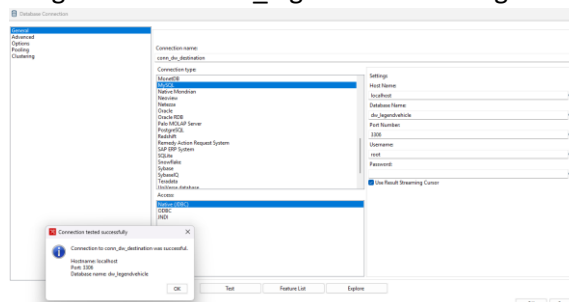 Database Connection
General
Advanced
Options
Pooling
Clustering
Connection name:
conn_dw_destination
Connection type:
MonetDB
MySQL
Native Mondrian
Neoview
Netezza
Oracle
Oracle RDB
Palo MOLAP Server
PostgreSQL
Redshift
Remedy Action Request System
SAP ERP System
SQLite
Snowflake
Sybase
SybaseIQ
Teradata
UniVerse database
Access:
Native (JDBC)
ODBC
JNDI
Settings
Host Name:
localhost
Database Name:
dw_legendvehicle
Port Number:
3306
Username:
root
Password:
Use Result Streaming Cursor
Connection tested successfully
Connection to conn_dw_destination was successful.
Hostname: localhost
Port: 3306
Database name: dw_legendvehicle
OK
Test
Feature List
Explore